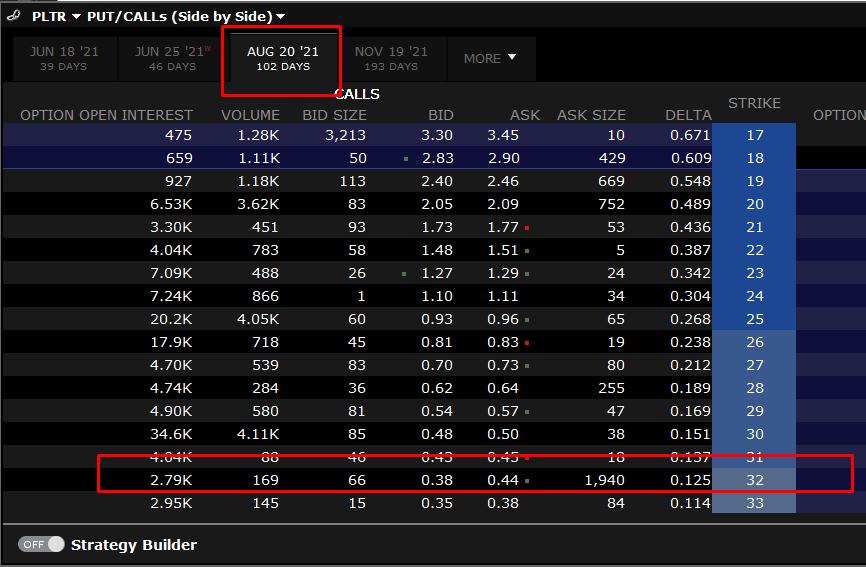 PLTR PUT/CALLs (Side by Side)
JUN 18 '21 JUN 25 '21W AUG 20 '21 NOV 19 '21 MORE
39 DAYS 46 DAYS 102 DAYS 193 DAYS
CALLS
OPTION OPEN INTEREST VOLUME BID SIZE BID ASK ASK SIZE DELTA STRIKE OPTION
475 1.28K 3,213 3.30 3.45 10 0.671 17
659 1.11K 50 2.83 2.90 429 0.609 18
927 1.18K 113 2.40 2.46 669 0.548 19
6.53K 3.62K 83 2.05 2.09 752 0.489 20
3.30K 451 93 1.73 1.77 53 0.436 21
4.04K 783 58 1.48 1.51 5 0.387 22
7.09K 488 26 1.27 1.29 24 0.342 23
7.24K 866 1 1.10 1.11 34 0.304 24
20.2K 4.05K 60 0.93 0.96 65 0.268 25
17.9K 718 45 0.81 0.83 19 0.238 26
4.70K 539 83 0.70 0.73 80 0.212 27
4.74K 284 36 0.62 0.64 255 0.189 28
4.90K 580 81 0.54 0.57 47 0.169 29
34.6K 4.11K 85 0.48 0.50 38 0.151 30
4.04K 88 46 0.43 0.45 18 0.137 31
2.79K 169 66 0.38 0.44 1,940 0.125 32
2.95K 145 15 0.35 0.38 84 0.114 33
OFF Strategy Builder